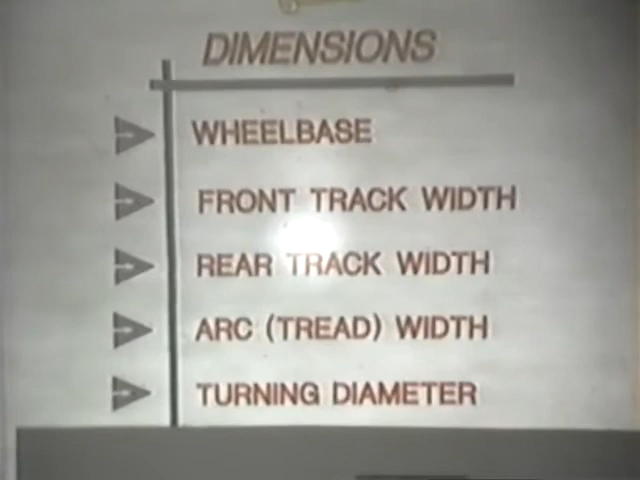 DIMENSIONS
WHEELBASE
FRONT TRACK WIDTH
REAR TRACK WIDTH
ARC (TREAD) WIDTH
TURNING DIAMETER